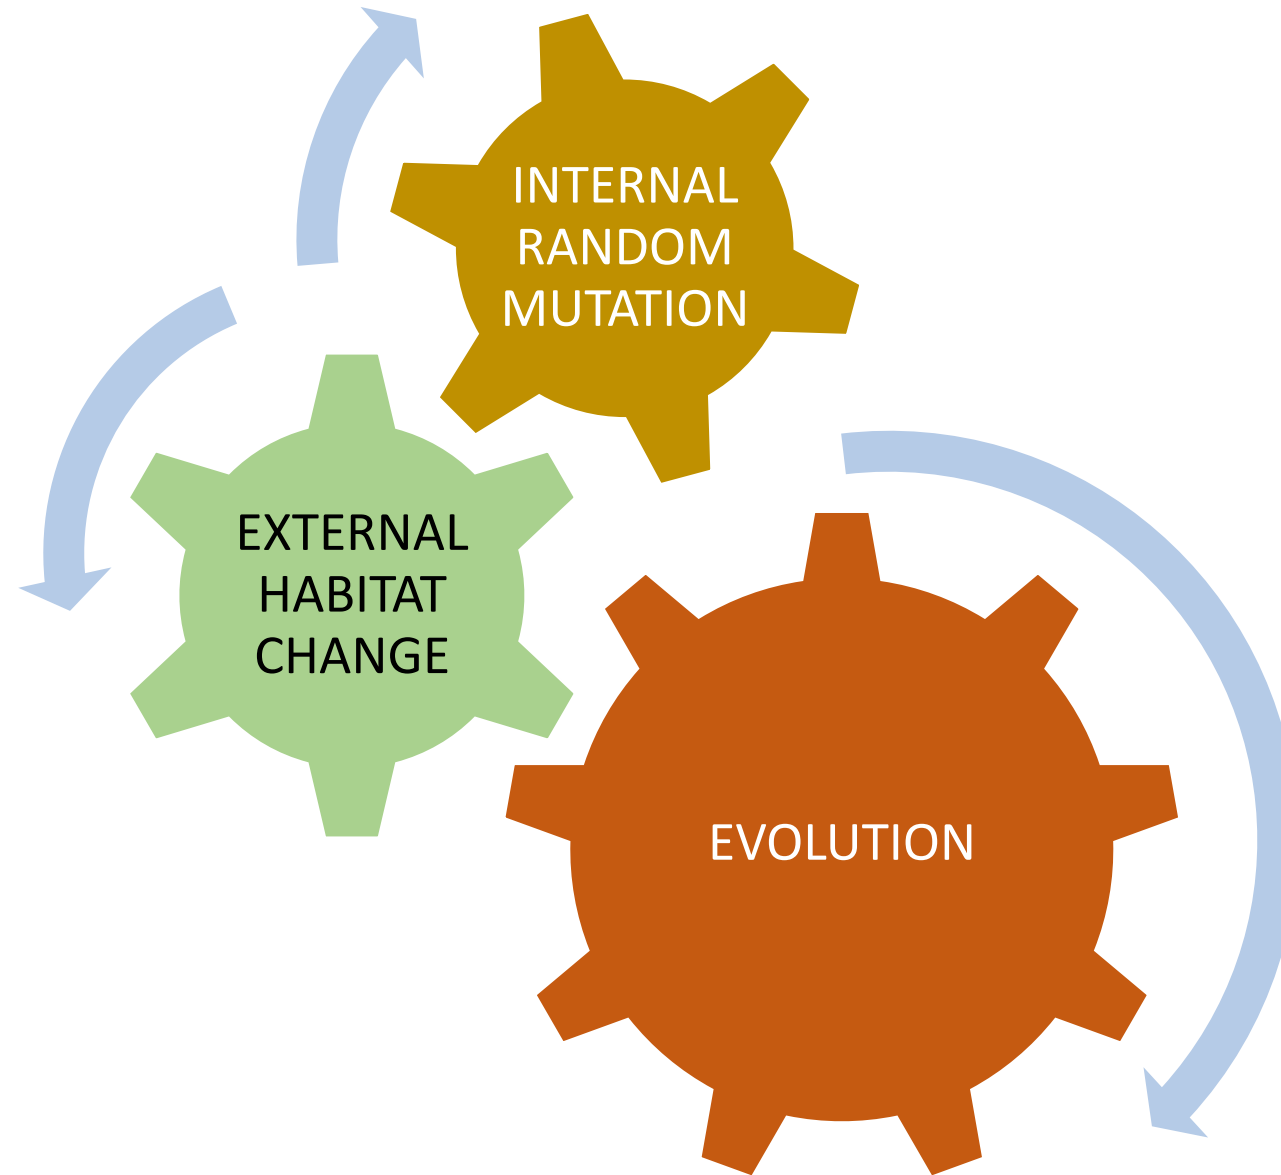 INTERNAL
RANDOM
MUTATION
EXTERNAL
HABITAT
CHANGE
EVOLUTION